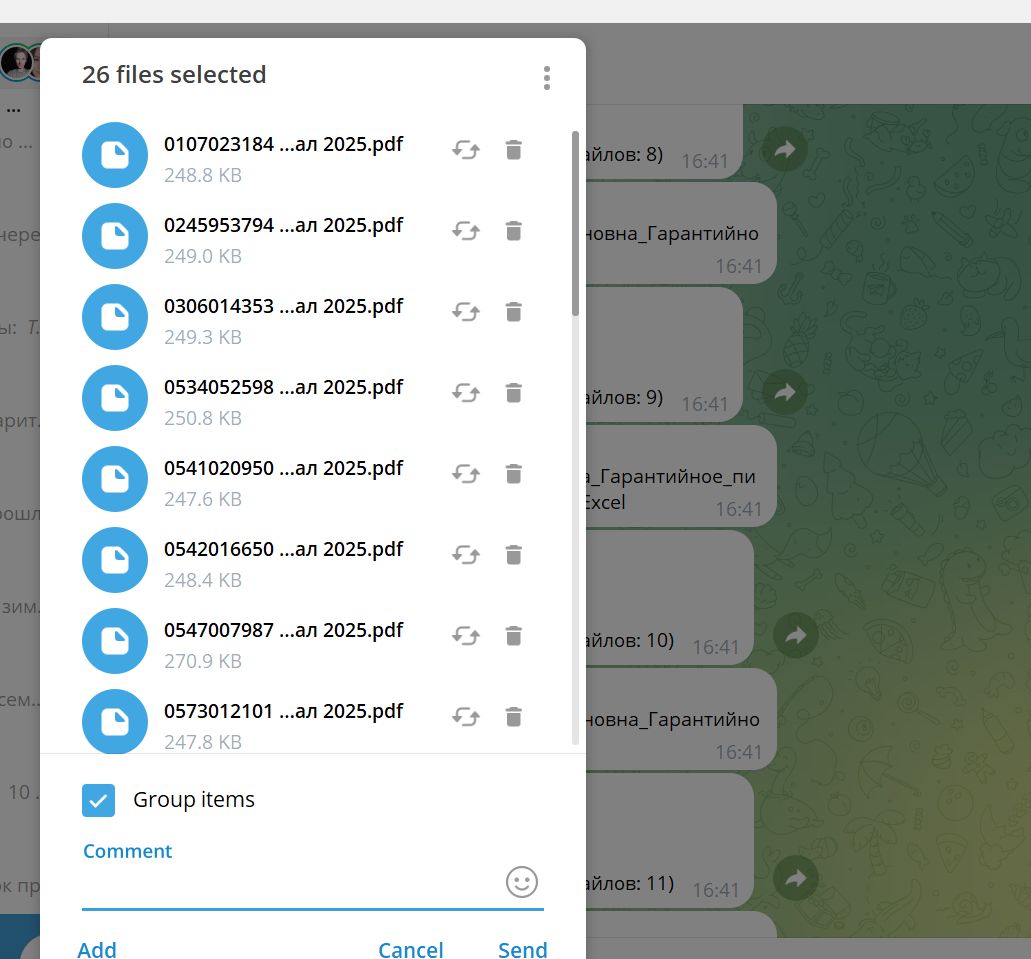 26 files selected
0107023184 ...ал 2025.pdf
248.8 KB
0245953794 ...ал 2025.pdf
249.0 KB
0306014353 ...ал 2025.pdf
249.3 KB
0534052598 ...ал 2025.pdf
250.8 KB
0541020950 ...ал 2025.pdf
247.6 KB
0542016650 ...ал 2025.pdf
248.4 KB
0547007987 ...ал 2025.pdf
270.9 KB
0573012101 ...ал 2025.pdf
247.8 KB
Group items
Comment
Add Cancel Send
...
но ...
чере
ы: Т.
арит.
рошл
зим.
сем...
10 .
ок пр
айлов: 8) 16:41
новна_Гарантийно
16:41
айлов: 9) 16:41
а_Гарантийное_пи
Excel 16:41
айлов: 10) 16:41
новна_Гарантийно
16:41
айлов: 11) 16:41